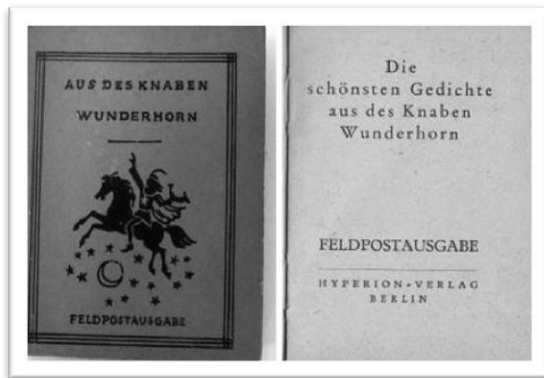 AUS DES KNABEN
WUNDERHORN
FELDPOSTAUSGABE
Die
schönsten Gedichte
aus des Knaben
Wunderhorn
FELDPOSTAUSGABE
HYPERION-VERLAG
BERLIN